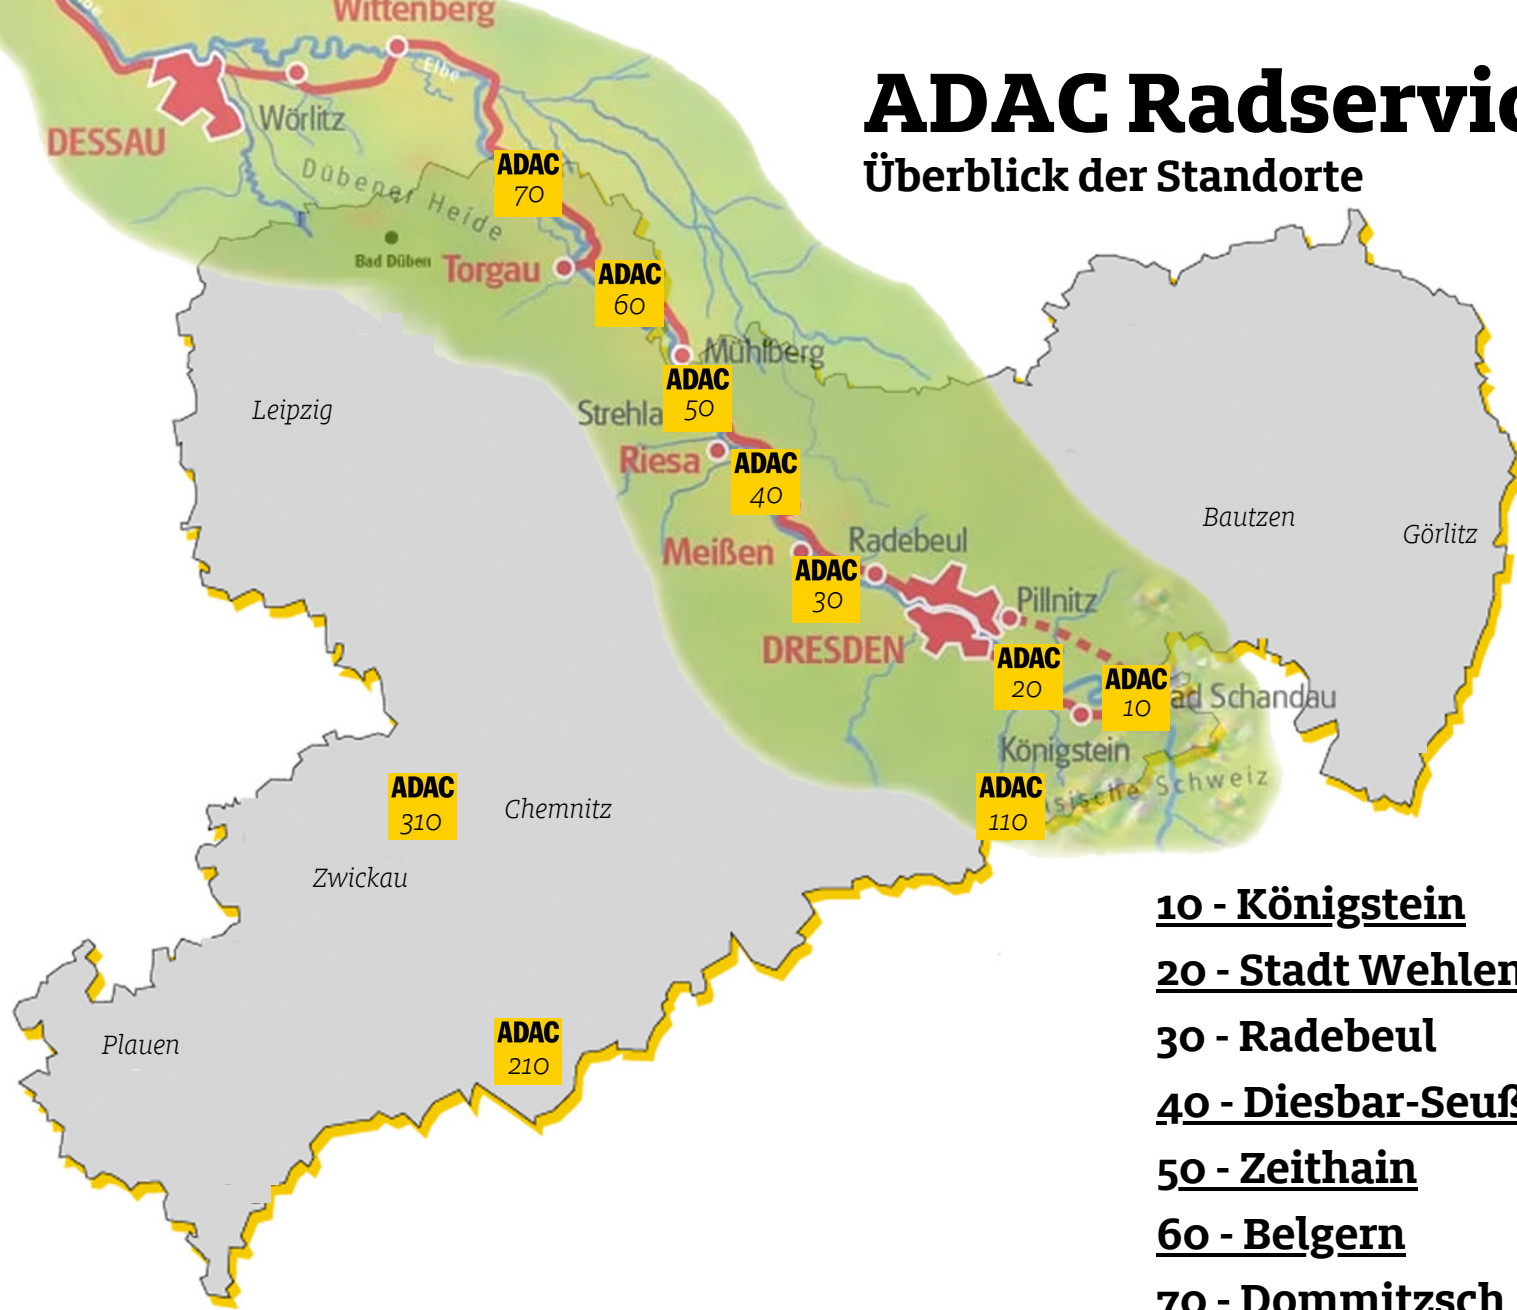 Wittenberg
ADAC Radservic
Überblick der Standorte
Elbe
Wörlitz
DESSAU
Dübener Heide
ADAC
70
Bad Düben
Torgau
ADAC
60
Mühlberg
ADAC
50
Strehla
Leipzig
Riesa
ADAC
40
Bautzen
Görlitz
Radebeul
Meißen
ADAC
30
Pillnitz
DRESDEN
ADAC
20
ADAC
10
ad Schandau
Königstein
sische Schweiz
ADAC
310
Chemnitz
ADAC
110
Zwickau
10 - Königstein
20 - Stadt Wehlen
30 - Radebeul
40 - Diesbar-Seuß
50 - Zeithain
60 - Belgern
70 - Dommitzsch
Plauen
ADAC
210